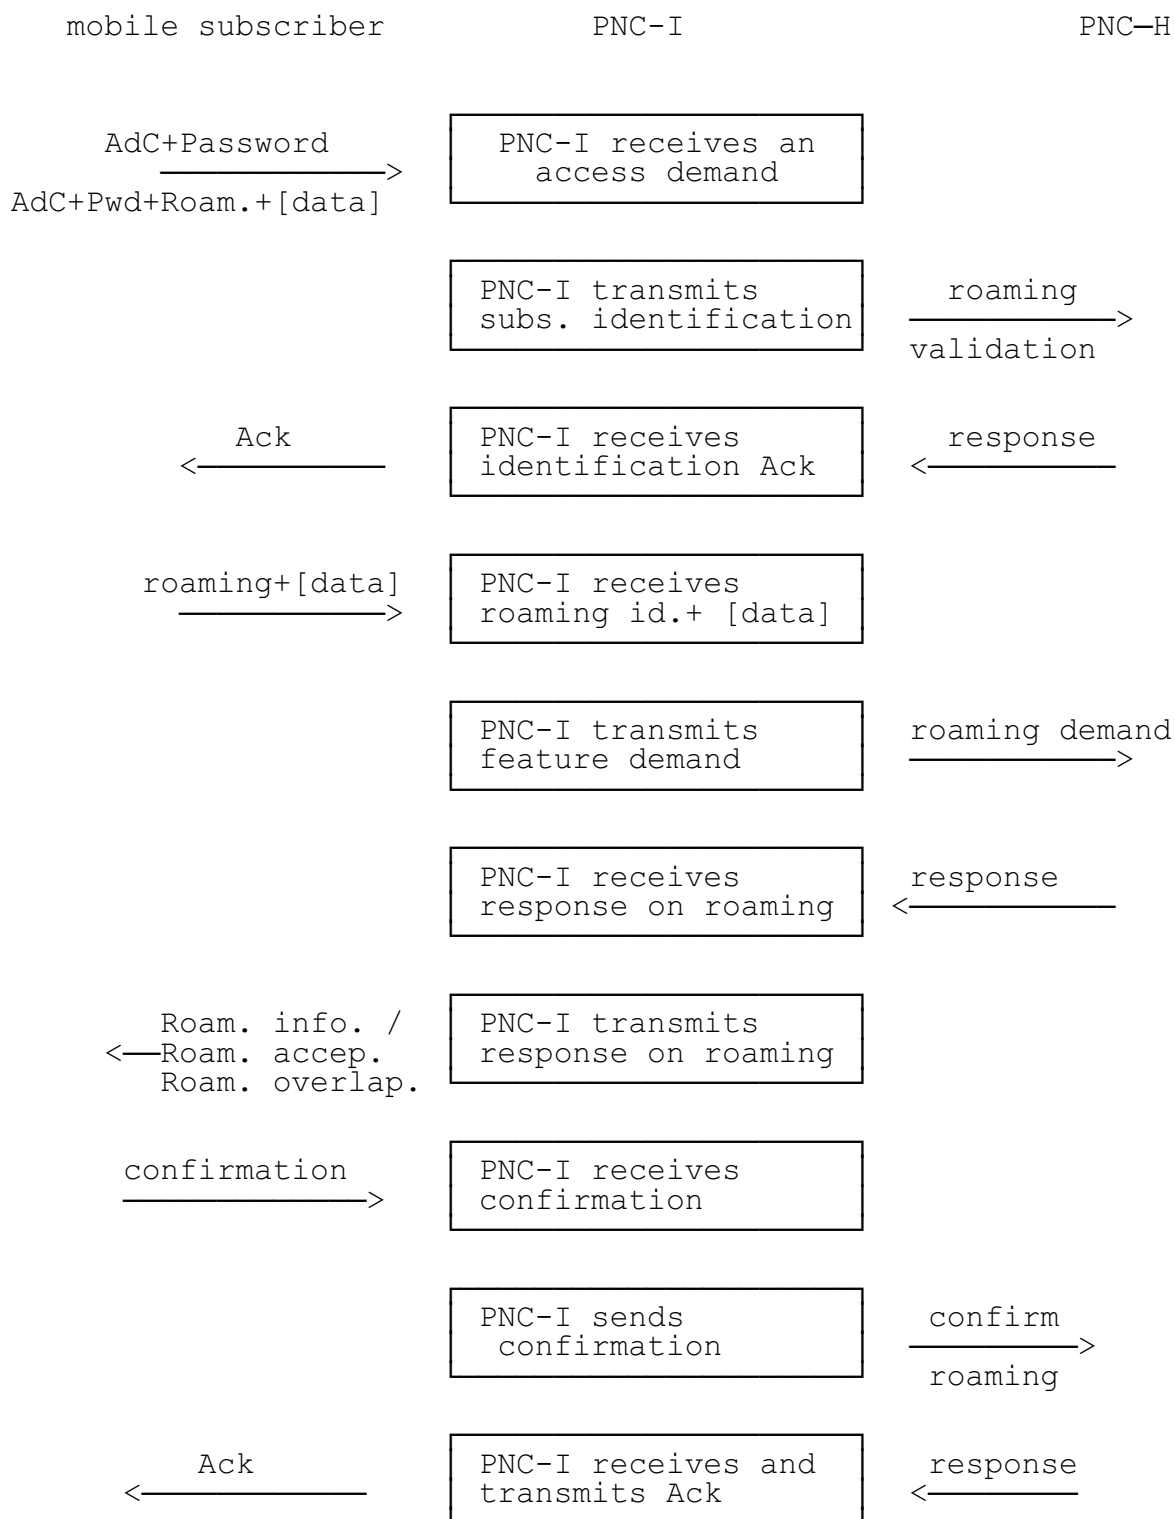 mobile subscriber PNC-I PNC—H
AdC+Password
AdC+Pwd+Roam.+[data]
PNC-I receives an
access demand
PNC-I transmits
subs. identification
roaming
validation
Ack
PNC-I receives
identification Ack
response
roaming+[data]
PNC-I receives
roaming id.+ [data]
PNC-I transmits
feature demand
roaming demand
PNC-I receives
response on roaming
response
Roam. info. /
Roam. accep.
Roam. overlap.
PNC-I transmits
response on roaming
confirmation
PNC-I receives
confirmation
PNC-I sends
confirmation
confirm
roaming
Ack
PNC-I receives and
transmits Ack
response